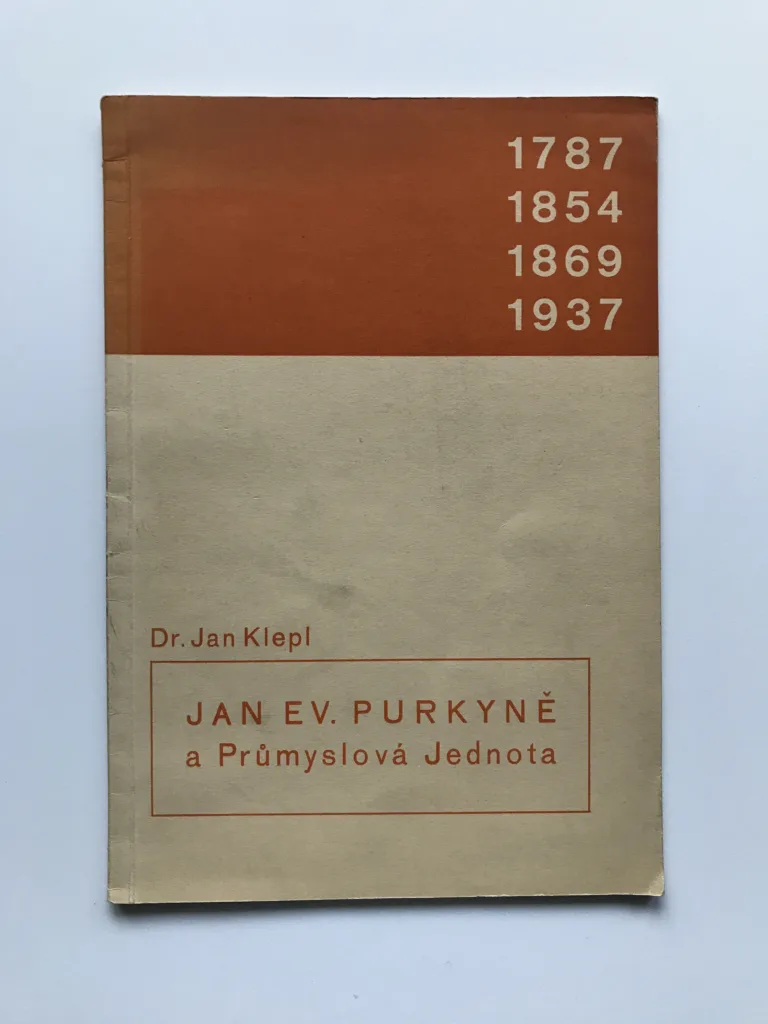 1787
1854
1869
1937
Dr. Jan Klepl
JAN EV. PURKYNĚ
a Průmyslová Jednota